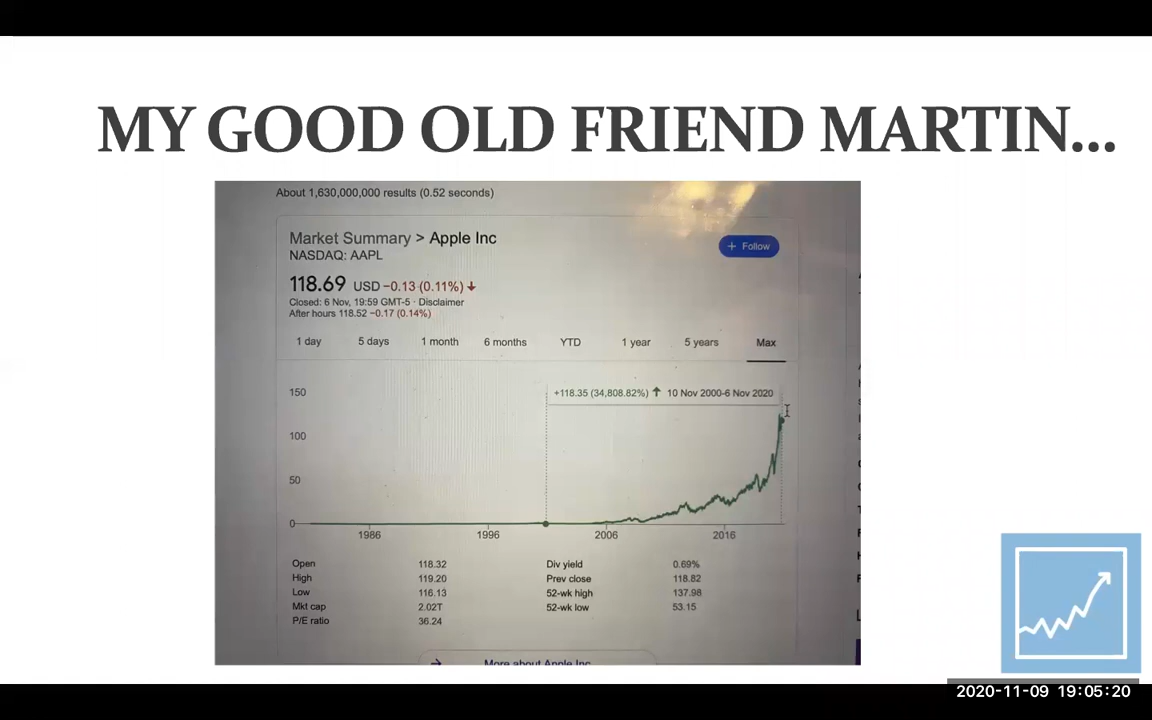 MY GOOD OLD FRIEND MARTIN...
About 1,630,000,000 results (0.52 seconds)
Market Summary > Apple Inc
+ Follow
NASDAQ: AAPL
118.69 USD −0.13 (0.11%) ↓
Closed: 6 Nov, 19:59 GMT-5 · Disclaimer
After hours 118.52 −0.17 (0.14%)
1 day 5 days 1 month 6 months YTD 1 year 5 years Max
+118.35 (34,808.82%) ↑ 10 Nov 2000-6 Nov 2020
150
100
50
0
1986 1996 2006 2016
Open 118.32 Div yield 0.69%
High 119.20 Prev close 118.82
Low 116.13 52-wk high 137.98
Mkt cap 2.02T 52-wk low 53.15
P/E ratio 36.24
→ More about Apple Inc
2020-11-09 19:05:20